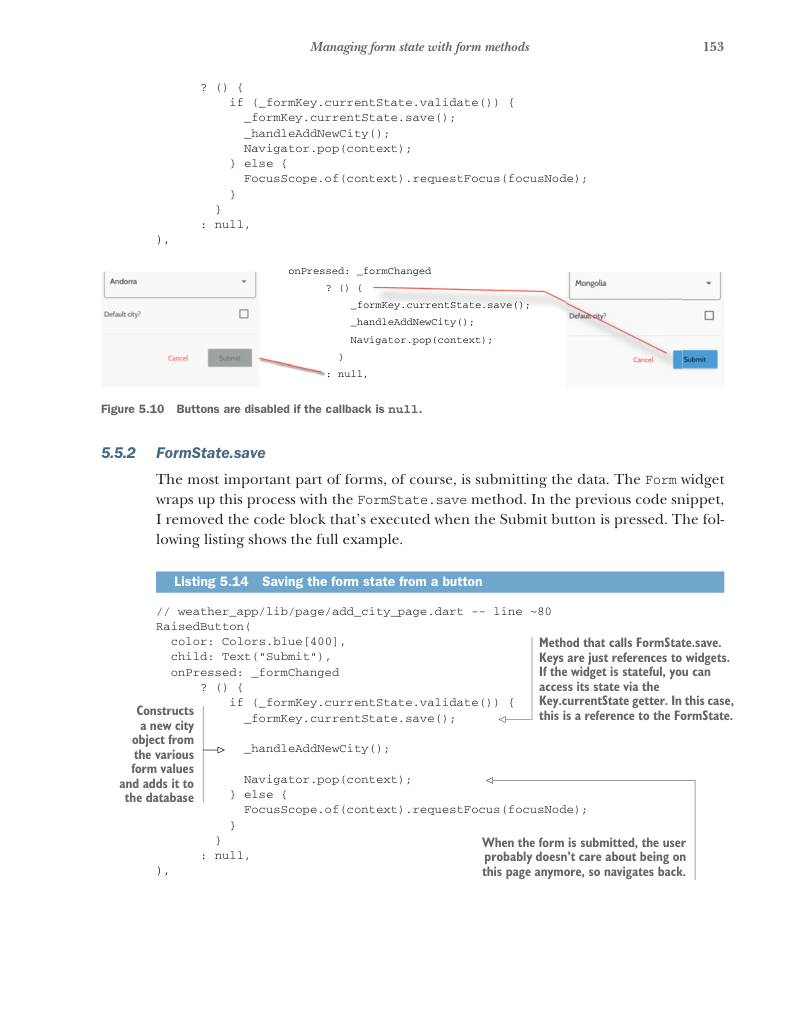 Managing form state with form methods 153
? () {
if (_formKey.currentState.validate()) {
_formKey.currentState.save();
_handleAddNewCity();
Navigator.pop(context);
} else {
FocusScope.of(context).requestFocus(focusNode);
}
}
: null,
),
Andorra
Default city?
Cancel Submit
onPressed: _formChanged
? () {
_formKey.currentState.save();
_handleAddNewCity();
Navigator.pop(context);
}
: null,
Mongolia
Default city?
Cancel Submit
Figure 5.10 Buttons are disabled if the callback is null.
5.5.2 FormState.save
The most important part of forms, of course, is submitting the data. The Form widget
wraps up this process with the FormState.save method. In the previous code snippet,
I removed the code block that's executed when the Submit button is pressed. The fol-
lowing listing shows the full example.
Listing 5.14 Saving the form state from a button
// weather_app/lib/page/add_city_page.dart -- line ~80
RaisedButton(
color: Colors.blue[400],
child: Text("Submit"),
onPressed: _formChanged
? () {
if (_formKey.currentState.validate()) {
_formKey.currentState.save();
_handleAddNewCity();
Navigator.pop(context);
} else {
FocusScope.of(context).requestFocus(focusNode);
}
}
: null,
),
Method that calls FormState.save.
Keys are just references to widgets.
If the widget is stateful, you can
access its state via the
Key.currentState getter. In this case,
this is a reference to the FormState.
Constructs
a new city
object from
the various
form values
and adds it to
the database
When the form is submitted, the user
probably doesn't care about being on
this page anymore, so navigates back.